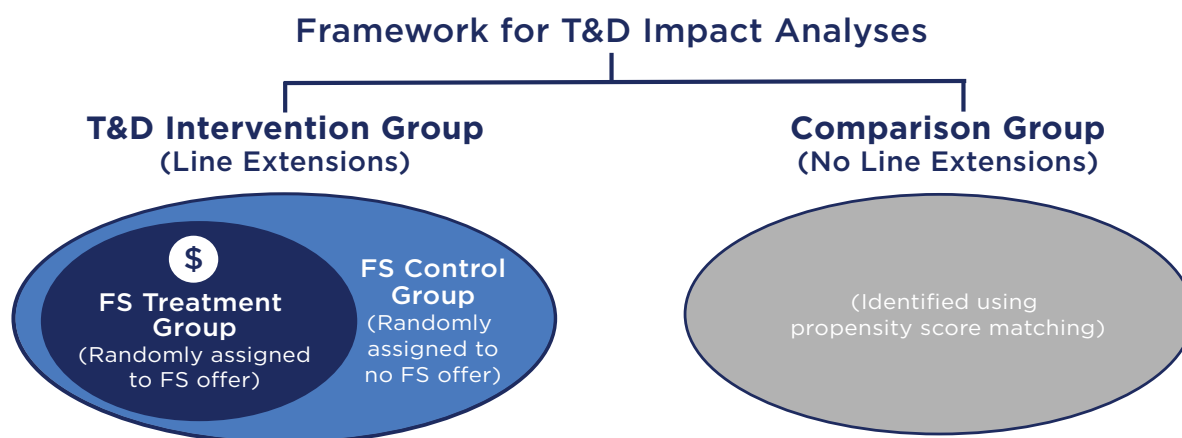 Framework for T&D Impact Analyses
T&D Intervention Group
(Line Extensions)
Comparison Group
(No Line Extensions)
$
FS Treatment
Group
(Randomly assigned
to FS offer)
FS Control
Group
(Randomly
assigned to
no FS offer)
(Identified using
propensity score matching)